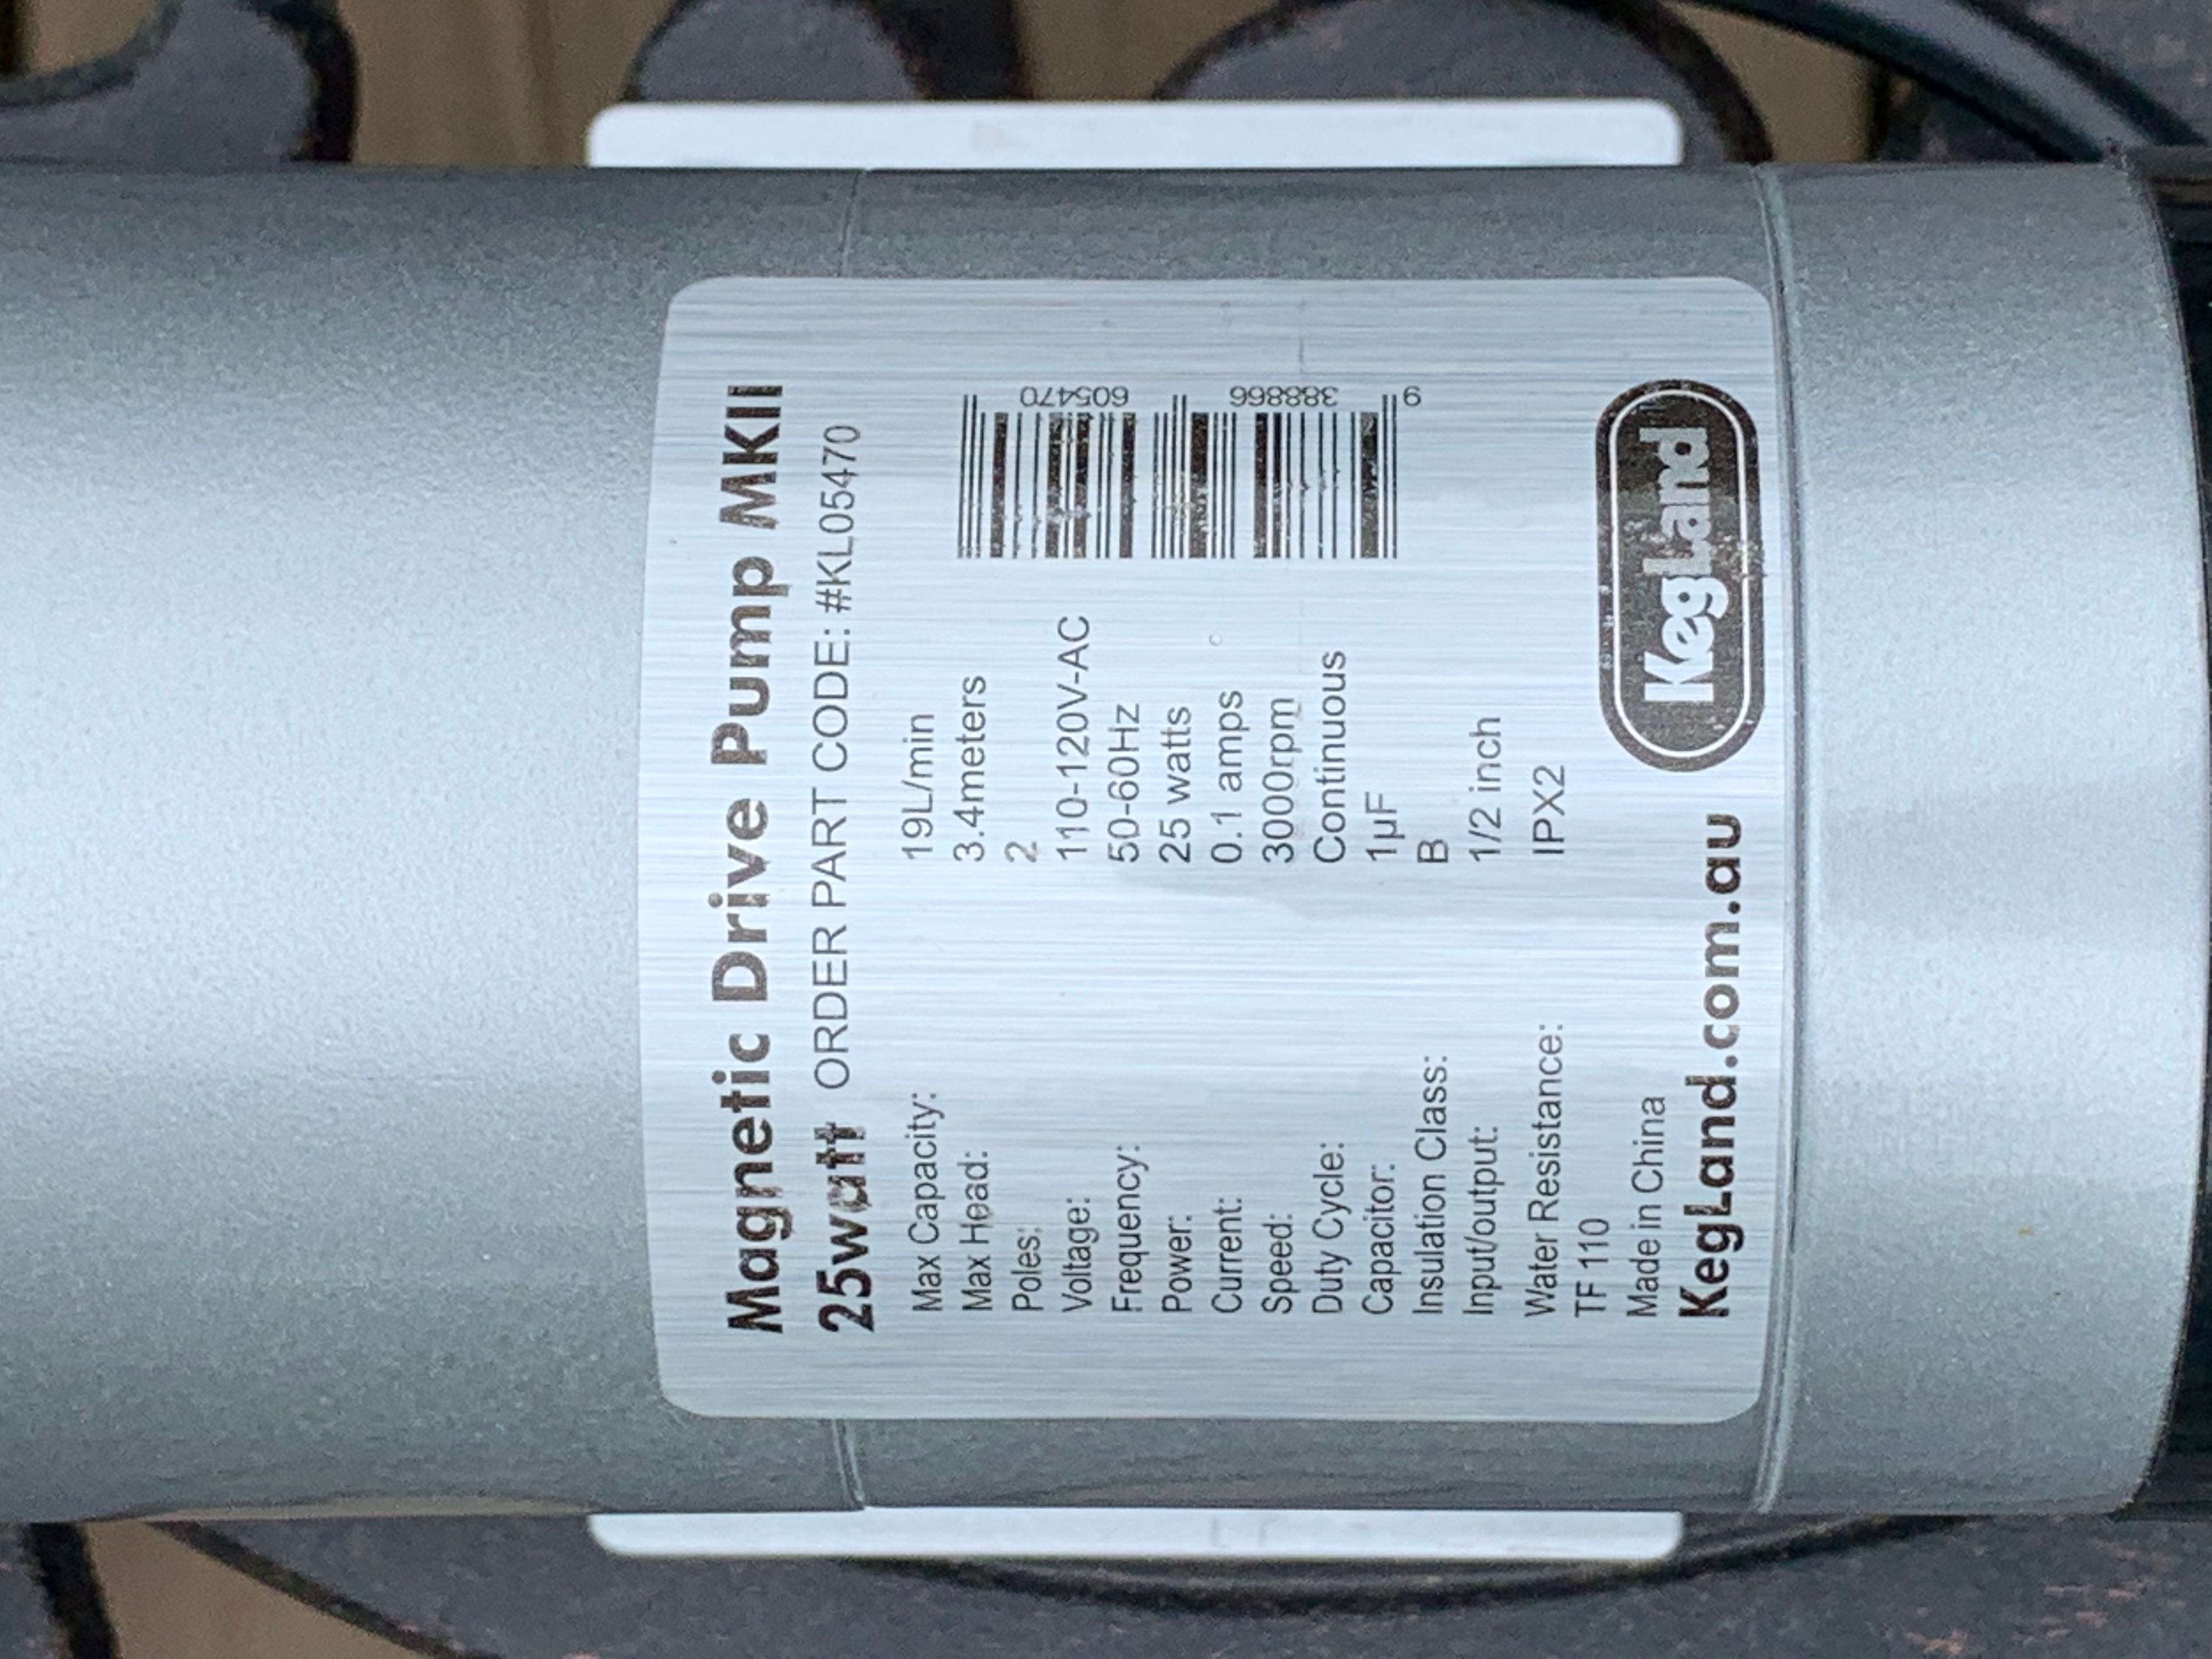 Magnetic Drive Pump MKII
25watt ORDER PART CODE: #KL05470
Max Capacity: 19L/min
Max Head: 3.4meters
Poles: 2
Voltage: 110-120V-AC
Frequency: 50-60Hz
Power: 25 watts
Current: 0.1 amps
Speed: 3000rpm
Duty Cycle: Continuous
Capacitor: 1µF
Insulation Class: B
Input/output: 1/2 inch
Water Resistance: IPX2
TF 110
Made in China
KegLand.com.au
KegLand
9 388866 605470